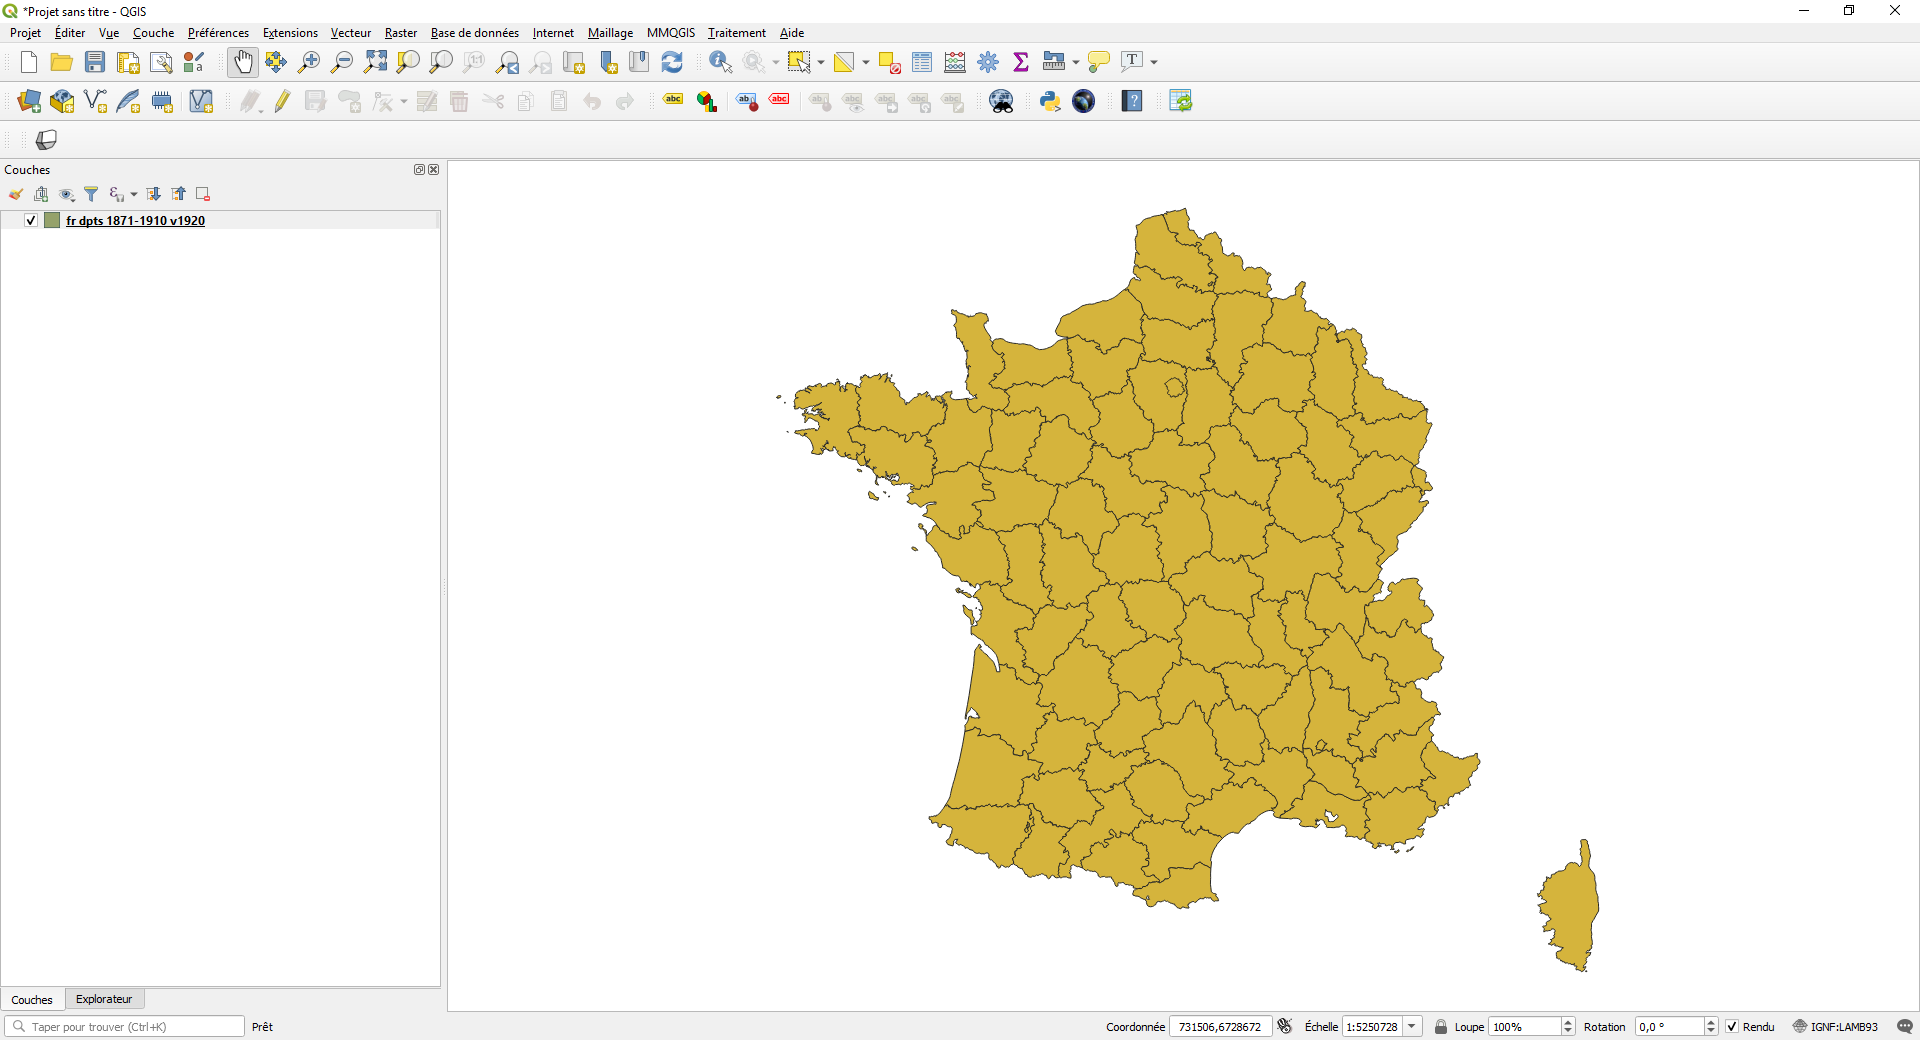 *Projet sans titre - QGIS
Projet Éditer Vue Couche Préférences Extensions Vecteur Raster Base de données Internet Maillage MMQGIS Traitement Aide
Couches
fr dpts 1871-1910 v1920
Couches Explorateur
Taper pour trouver (Ctrl+K) Prêt Coordonnée 731506,6728672 Échelle 1:5250728 Loupe 100% Rotation 0,0 ° Rendu IGNF:LAMB93